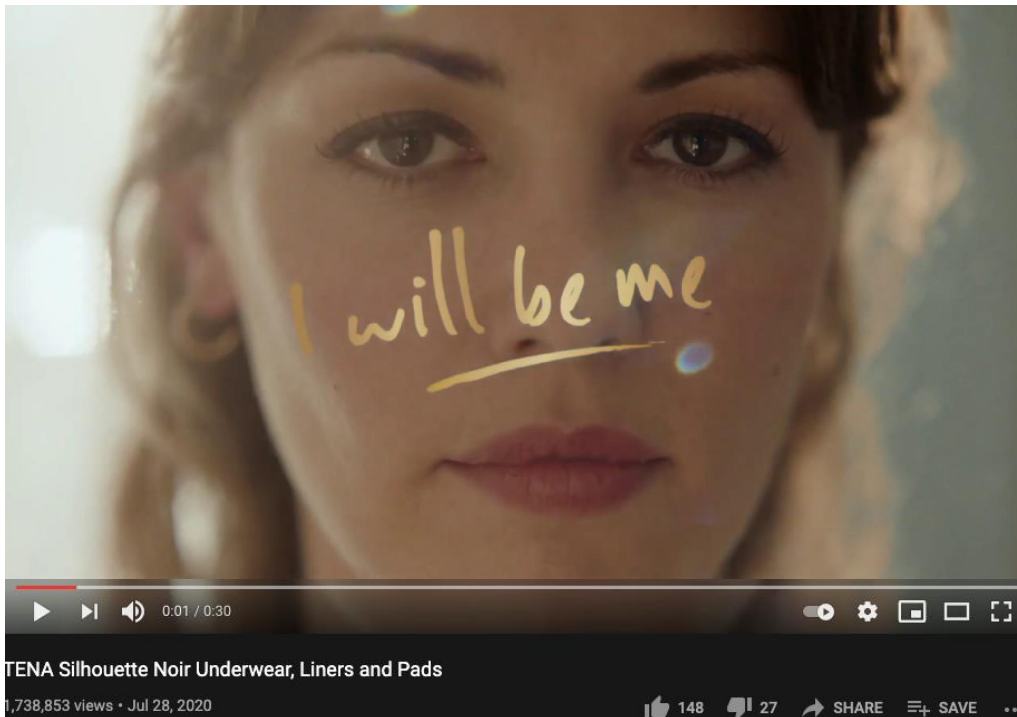 I will be me
0:01 / 0:30
TENA Silhouette Noir Underwear, Liners and Pads
1,738,853 views • Jul 28, 2020 148 27 SHARE SAVE